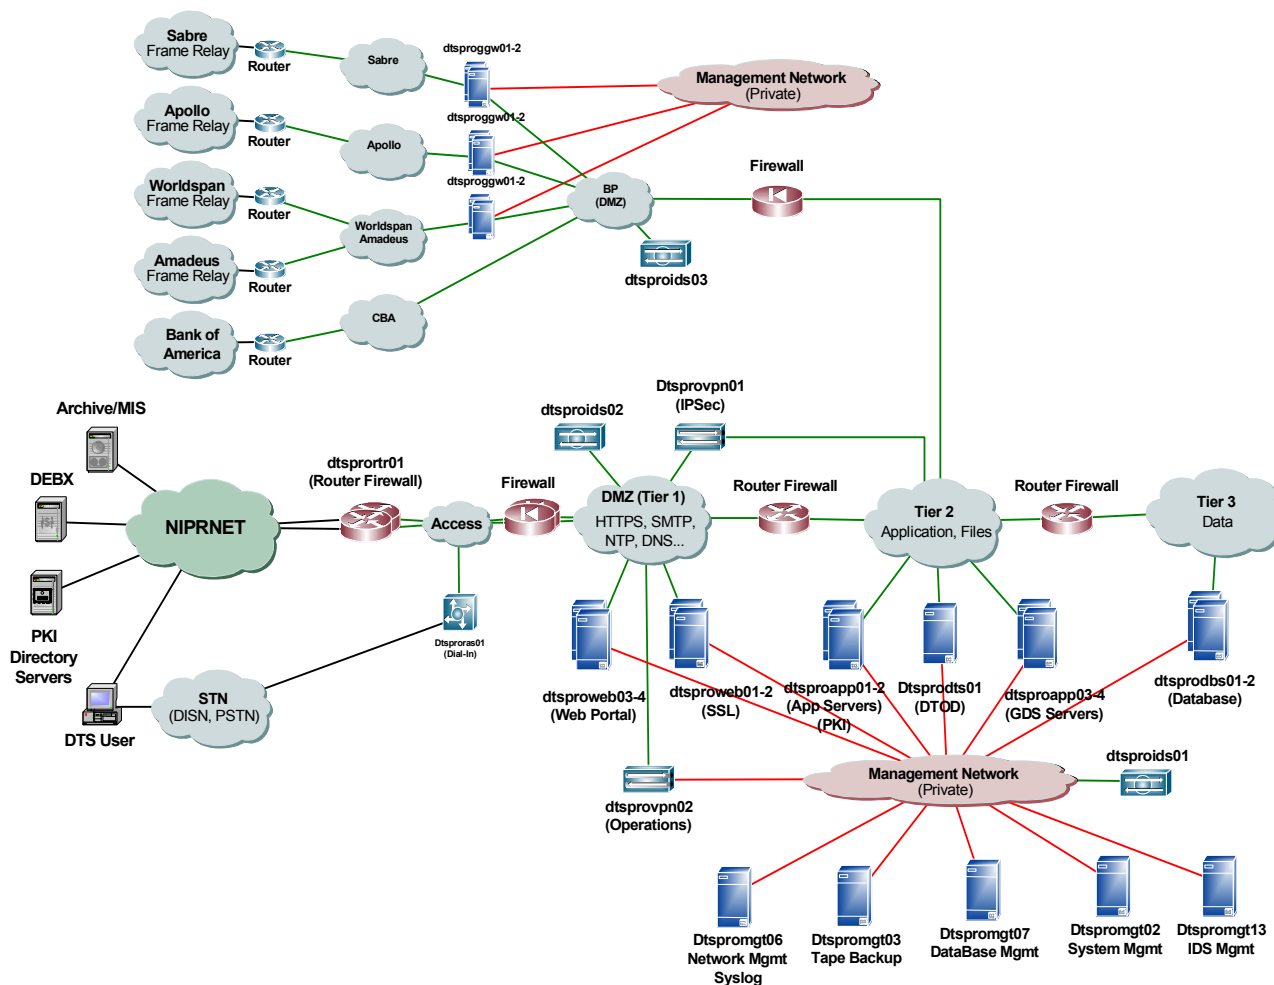 Sabre
Frame Relay
Router
Sabre
dtsproggw01-2
Management Network
(Private)
Apollo
Frame Relay
Router
Apollo
dtsproggw01-2
Worldspan
Frame Relay
Router
Worldspan
Amadeus
dtsproggw01-2
BP
(DMZ)
Firewall
Amadeus
Frame Relay
Router
dtsproids03
Bank of
America
Router
CBA
Archive/MIS
DEBX
PKI
Directory
Servers
NIPRNET
DTS User
STN
(DISN, PSTN)
dtsprortr01
(Router Firewall)
Access
Dtsproras01
(Dial-In)
Firewall
dtsproids02
Dtsprovpn01
(IPSec)
DMZ (Tier 1)
HTTPS, SMTP,
NTP, DNS...
Router Firewall
Tier 2
Application, Files
Router Firewall
Tier 3
Data
dtsproweb03-4
(Web Portal)
dtsproweb01-2
(SSL)
dtsproapp01-2
(App Servers)
(PKI)
Dtsprodts01
(DTOD)
dtsproapp03-4
(GDS Servers)
dtsprodbs01-2
(Database)
dtsprovpn02
(Operations)
Management Network
(Private)
dtsproids01
Dtspromgt06
Network Mgmt
Syslog
Dtspromgt03
Tape Backup
Dtspromgt07
DataBase Mgmt
Dtspromgt02
System Mgmt
Dtspromgt13
IDS Mgmt